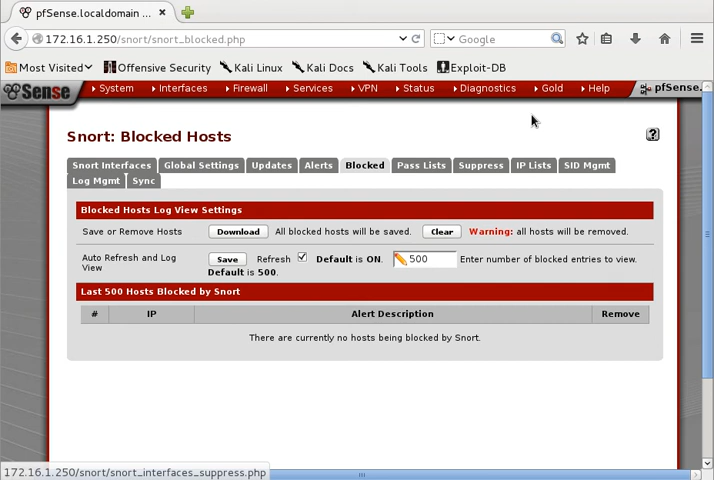 pfSense.localdomain ...
172.16.1.250/snort/snort_blocked.php
Google
Most Visited
Offensive Security
Kali Linux
Kali Docs
Kali Tools
Exploit-DB
Sense
System
Interfaces
Firewall
Services
VPN
Status
Diagnostics
Gold
Help
pfSense.
Snort: Blocked Hosts
?
Snort Interfaces
Global Settings
Updates
Alerts
Blocked
Pass Lists
Suppress
IP Lists
SID Mgmt
Log Mgmt
Sync
Blocked Hosts Log View Settings
Save or Remove Hosts
Download
All blocked hosts will be saved.
Clear
Warning: all hosts will be removed.
Auto Refresh and Log
View
Save
Refresh
Default is ON.
500
Enter number of blocked entries to view.
Default is 500.
Last 500 Hosts Blocked by Snort
#
IP
Alert Description
Remove
There are currently no hosts being blocked by Snort.
172.16.1.250/snort/snort_interfaces_suppress.php